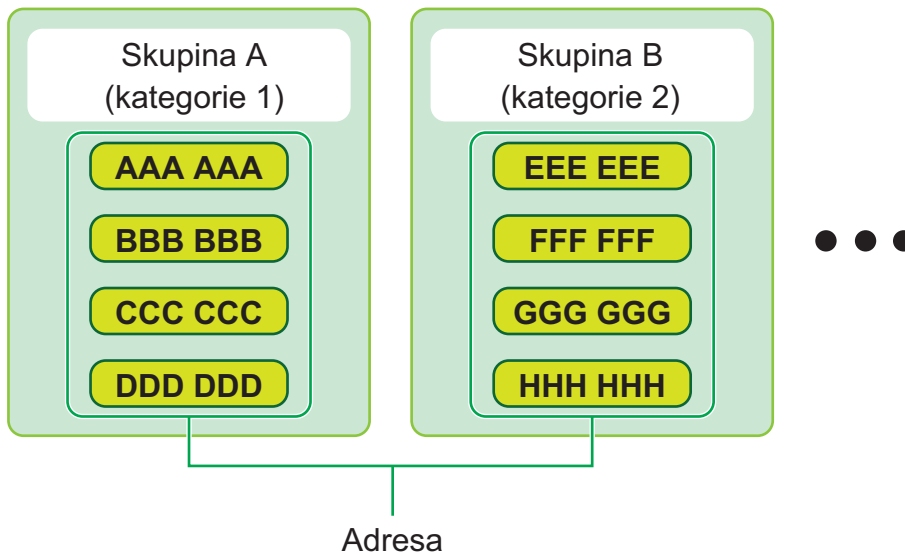 Skupina A
(kategorie 1)
AAA AAA
BBB BBB
CCC CCC
DDD DDD
Skupina B
(kategorie 2)
EEE EEE
FFF FFF
GGG GGG
HHH HHH
Adresa